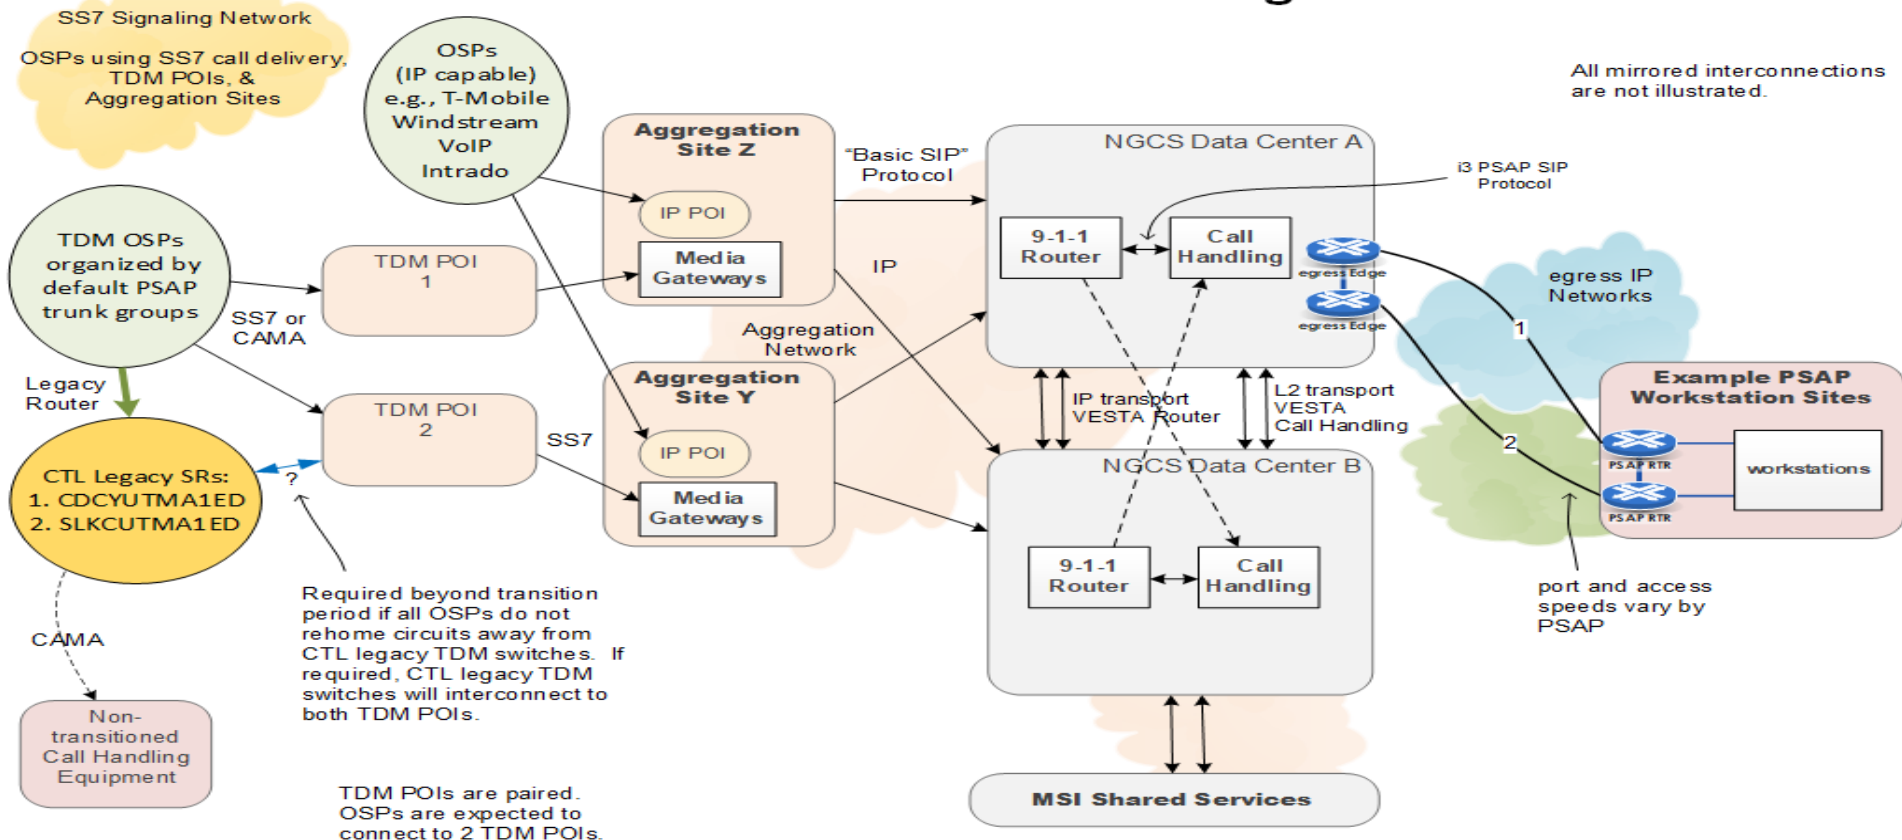 SS7 Signaling Network
OSPs using SS7 call delivery,
TDM POIs, &
Aggregation Sites
OSPs
(IP capable)
e.g., T-Mobile
Windstream
VoIP
Intrado
All mirrored interconnections
are not illustrated.
TDM OSPs
organized by
default PSAP
trunk groups
SS7 or
CAMA
Legacy
Router
TDM POI
1
TDM POI
2
SS7
CTL Legacy SRs:
1. CDCYUTMA1ED
2. SLKCUTMA1ED
?
CAMA
Non-
transitioned
Call Handling
Equipment
Required beyond transition
period if all OSPs do not
rehome circuits away from
CTL legacy TDM switches. If
required, CTL legacy TDM
switches will interconnect to
both TDM POIs.
TDM POIs are paired.
OSPs are expected to
connect to 2 TDM POIs.
Aggregation
Site Z
IP POI
Media
Gateways
Aggregation
Site Y
IP POI
Media
Gateways
"Basic SIP"
Protocol
IP
Aggregation
Network
NGCS Data Center A
i3 PSAP SIP
Protocol
9-1-1
Router
Call
Handling
egress Edge
egress Edge
IP transport
VESTA Router
L2 transport
VESTA
Call Handling
NGCS Data Center B
9-1-1
Router
Call
Handling
MSI Shared Services
egress IP
Networks
1
2
Example PSAP
Workstation Sites
PSAP RTR
PSAP RTR
workstations
port and access
speeds vary by
PSAP